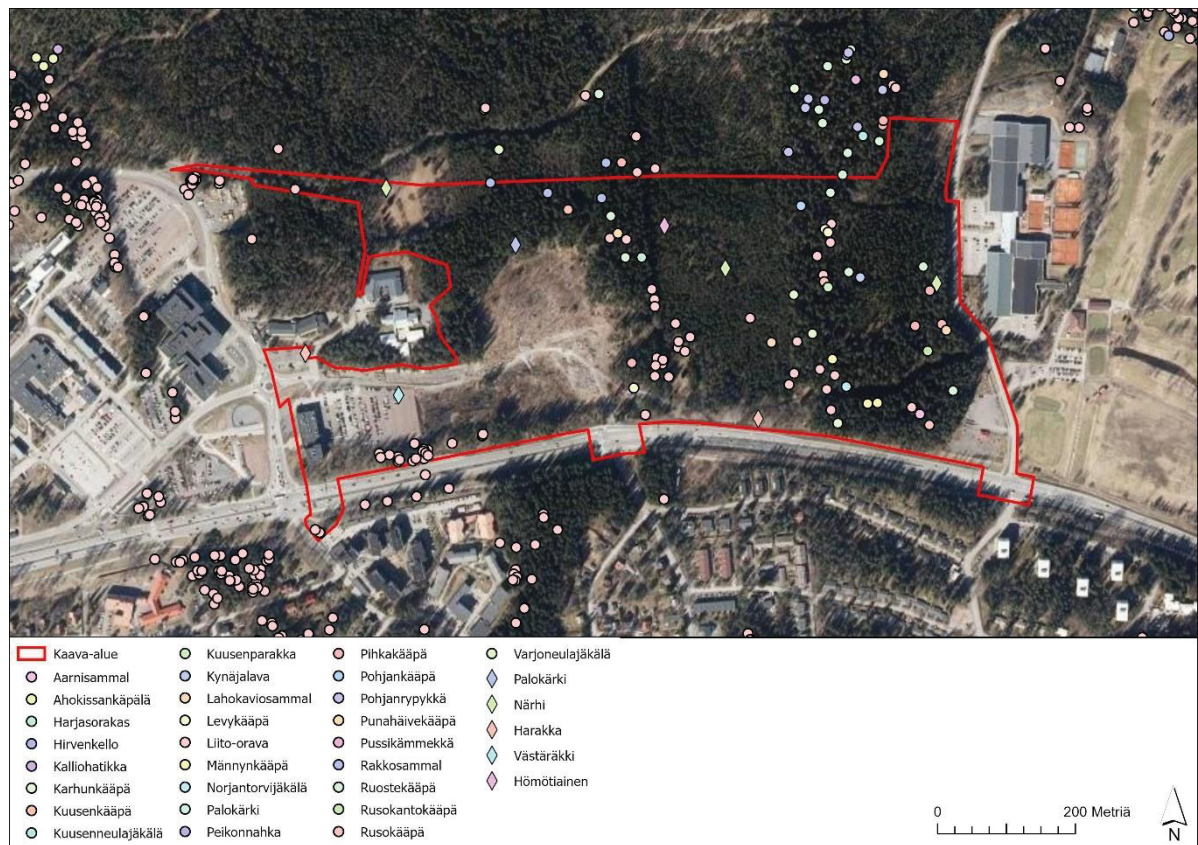 Kaava-alue
Aarnisammal
Ahokissankäpälä
Harjasorakas
Hirvenkello
Kalliohatikka
Karhunkääpä
Kuusenkääpä
Kuusenneulajäkälä
Kuusenparakka
Kynäjalava
Lahokaviosammal
Levykääpä
Liito-orava
Männynkääpä
Norjantorvijäkälä
Palokärki
Peikonnahka
Pihkakääpä
Pohjankääpä
Pohjanrypykkä
Punahäivekääpä
Pussikämmekkä
Rakkosammal
Ruostekääpä
Rusokantokääpä
Rusokääpä
Varjoneulajäkälä
Palokärki
Närhi
Harakka
Västäräkki
Hömötiainen
0 200 Metriä
N